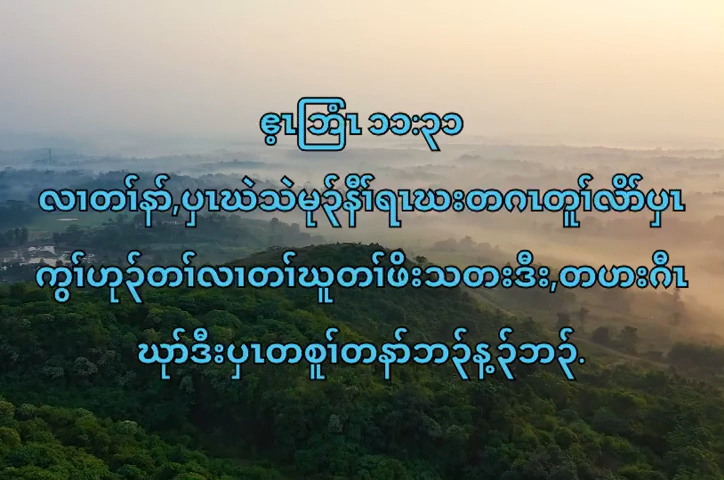 ဧ့ၤဘြံၤ ၁၁:၃၁
လၢတၢ်နာ်,ပှၤဃဲသဲမုၣ်နီၢ်ရၤဃးတဂၤတူၢ်လိာ်ပှၤ
ကွၢ်ဟုၣ်တၢ်လၢတၢ်ဃူတၢ်ဖိးသတးဒီး,တဟးဂီၤ
ဃုာ်ဒီးပှၤတစူၢ်တနာ်ဘၣ်န့ၣ်ဘၣ်.